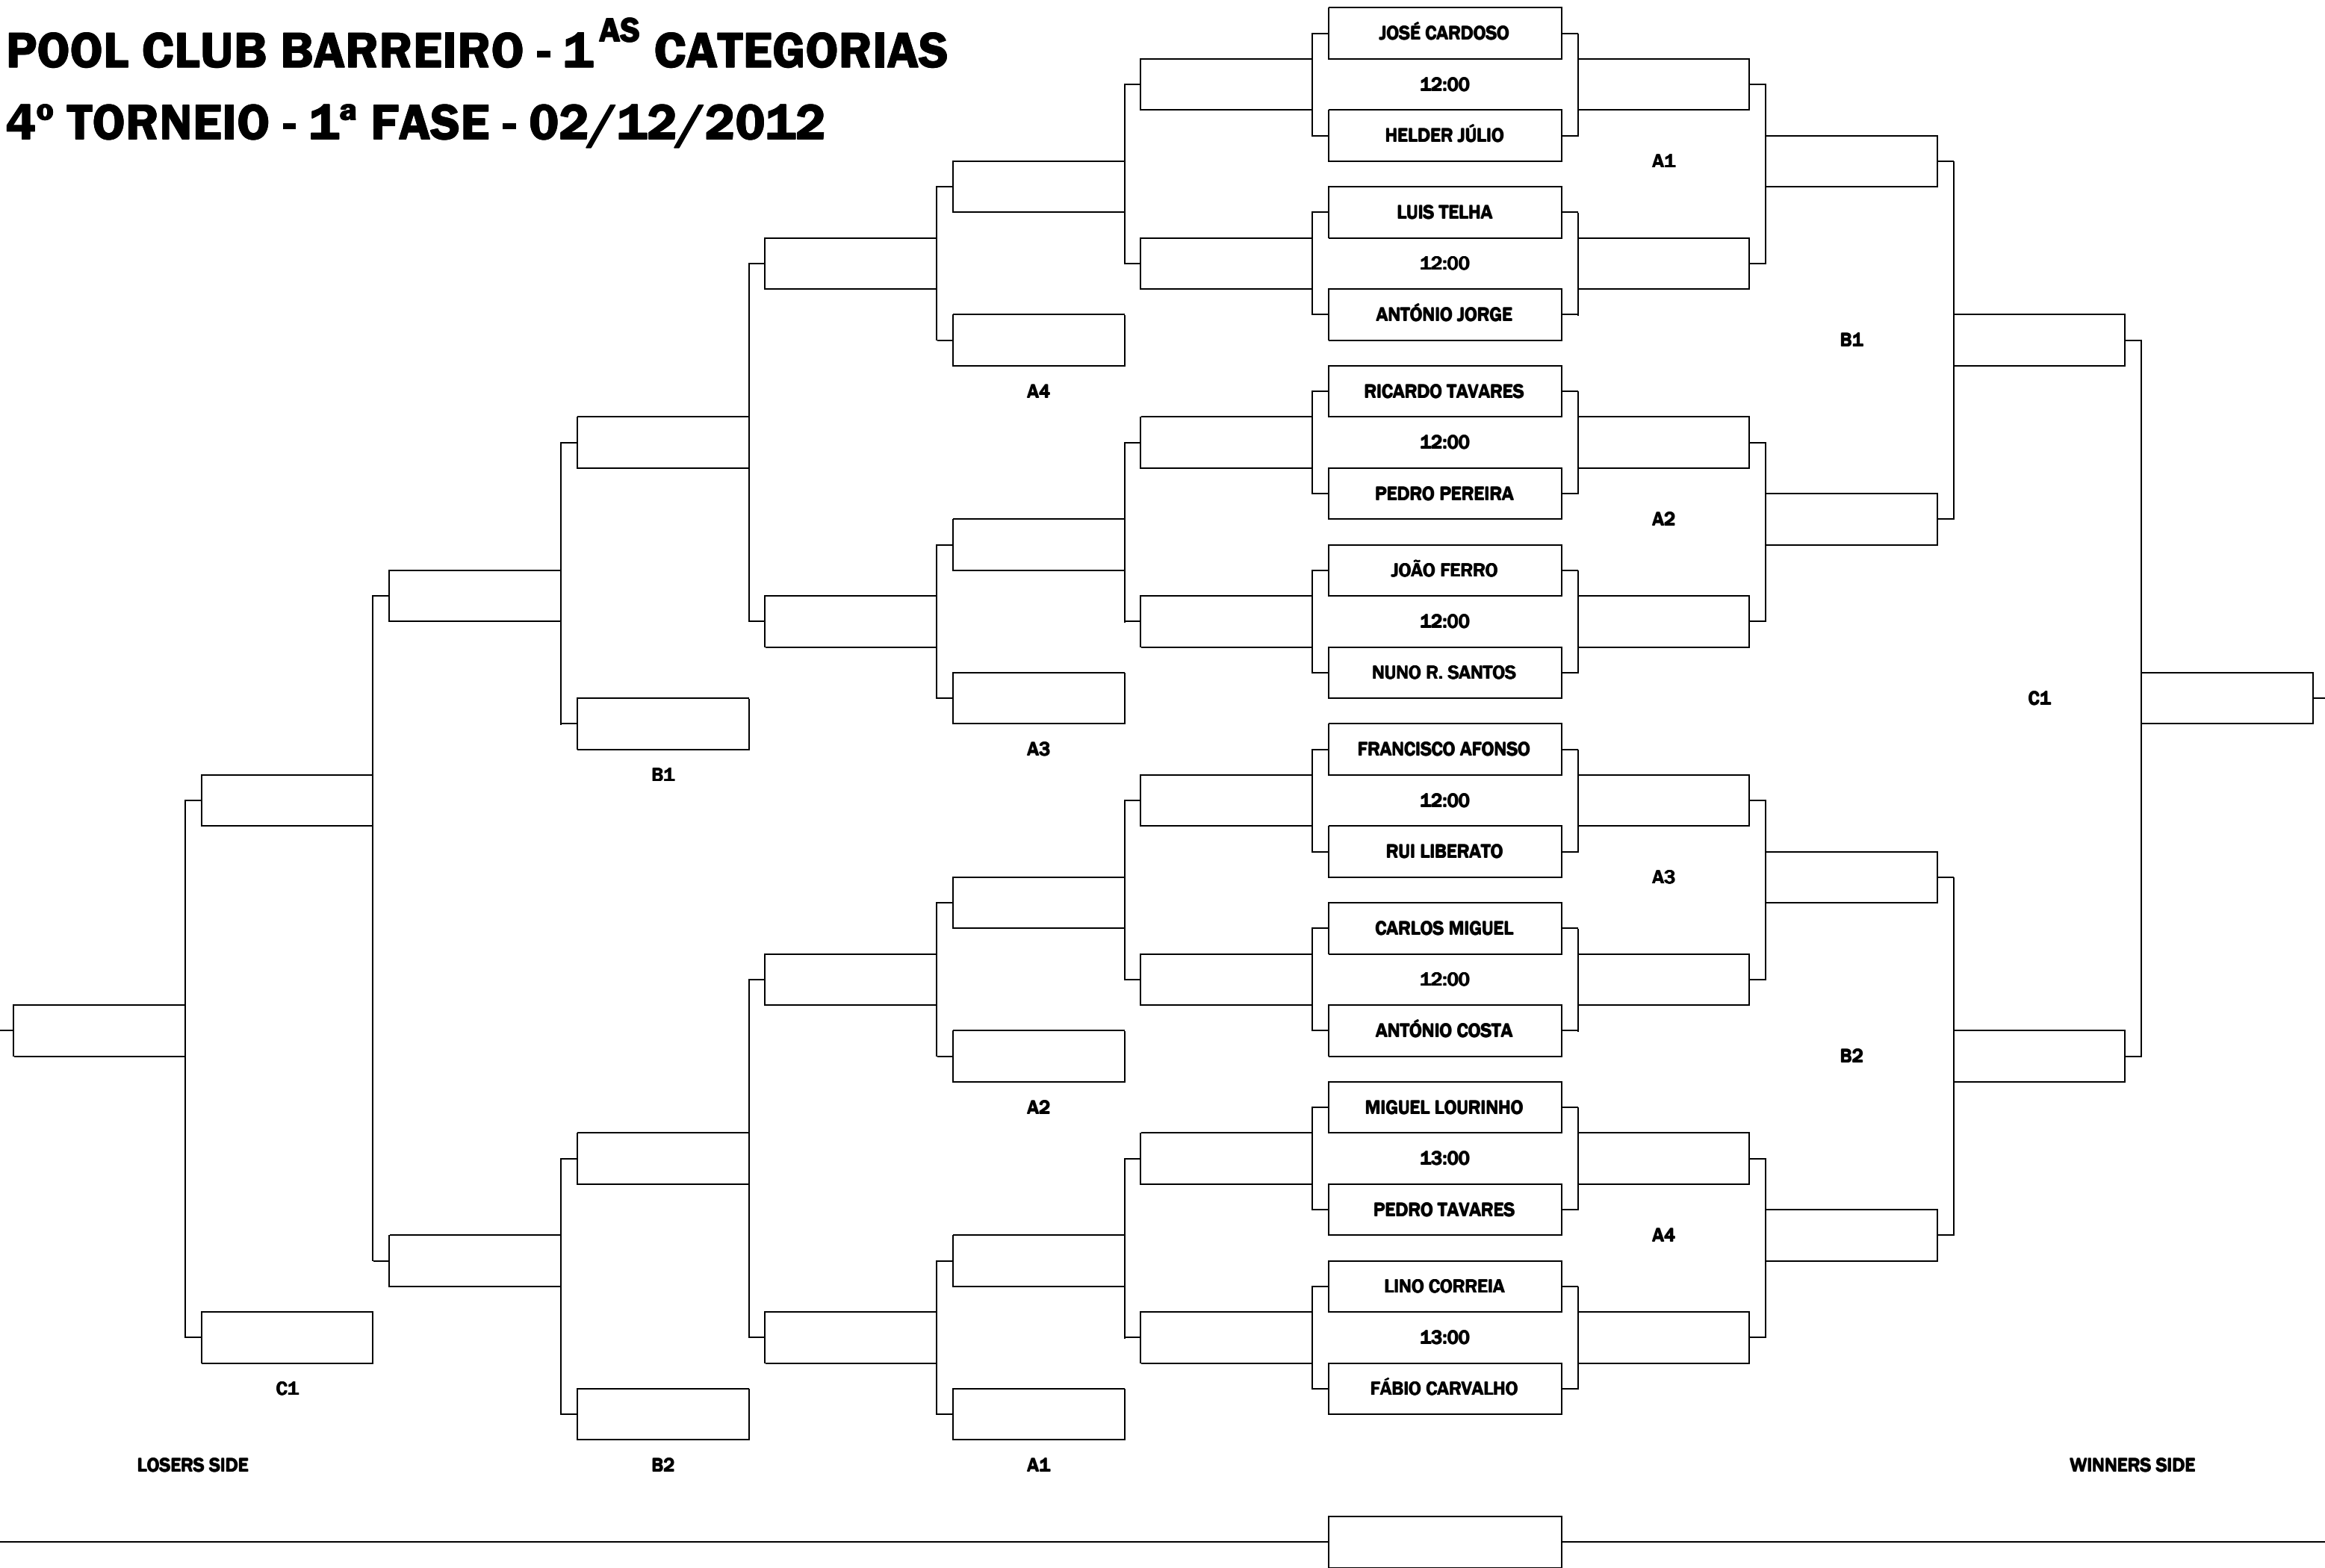 POOL CLUB BARREIRO - 1AS CATEGORIAS
4º TORNEIO - 1ª FASE - 02/12/2012
JOSÉ CARDOSO
12:00
HELDER JÚLIO
A1
LUIS TELHA
12:00
ANTÓNIO JORGE
B1
A4
RICARDO TAVARES
12:00
PEDRO PEREIRA
A2
JOÃO FERRO
12:00
NUNO R. SANTOS
C1
A3
B1
FRANCISCO AFONSO
12:00
RUI LIBERATO
A3
CARLOS MIGUEL
12:00
ANTÓNIO COSTA
B2
A2
MIGUEL LOURINHO
13:00
PEDRO TAVARES
A4
LINO CORREIA
13:00
FÁBIO CARVALHO
C1
LOSERS SIDE
B2
A1
WINNERS SIDE